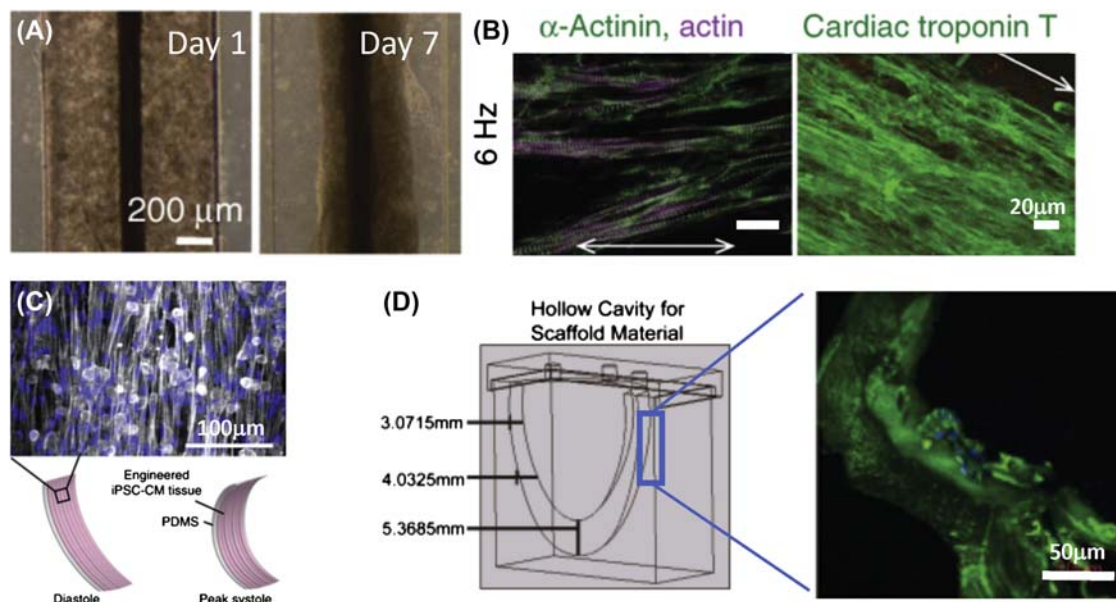 (A)
Day 1
Day 7
200 μm
(B)
α-Actinin, actin
Cardiac troponin T
6 Hz
20μm
(C)
100μm
Engineered
iPSC-CM tissue
PDMS
Diastole
Peak systole
(D)
Hollow Cavity for
Scaffold Material
3.0715mm
4.0325mm
5.3685mm
50μm